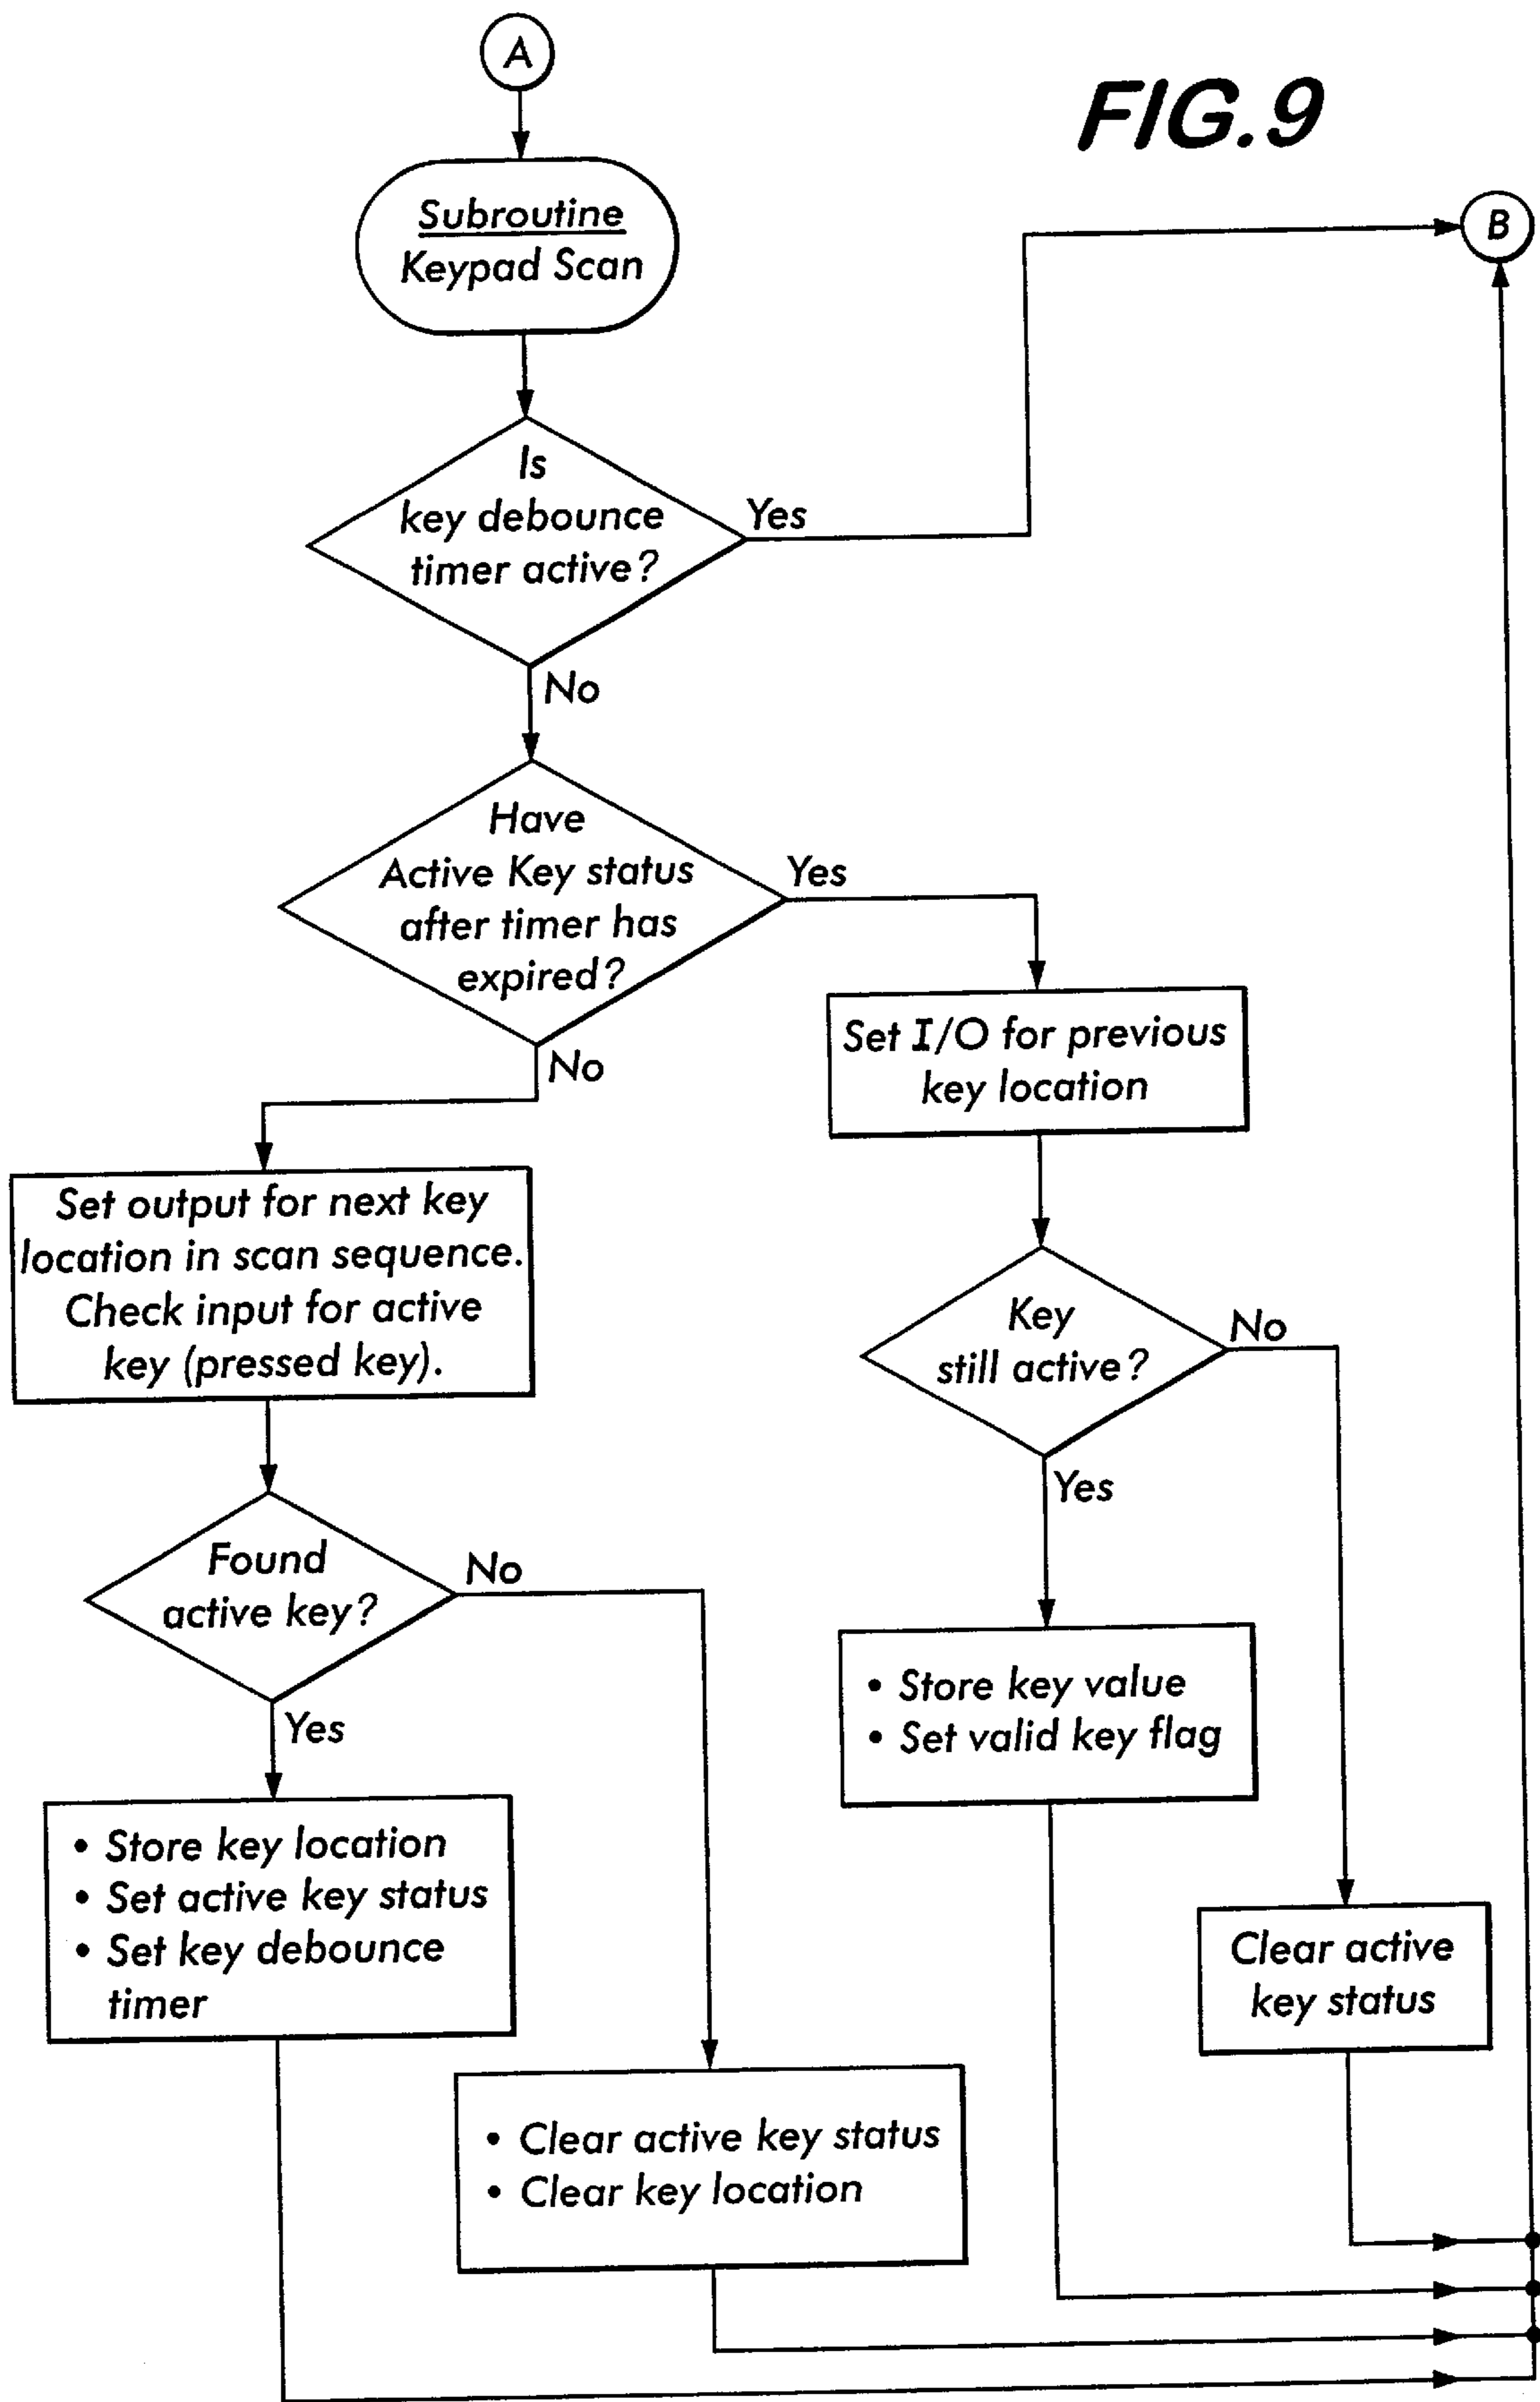 A
FIG.9
Subroutine
Keypad Scan
B
Is
key debounce
timer active?
Yes
No
Have
Active Key status
after timer has
expired?
Yes
No
Set I/O for previous
key location
Set output for next key
location in scan sequence.
Check input for active
key (pressed key).
Key
still active?
No
Yes
Found
active key?
No
Yes
• Store key value
• Set valid key flag
• Store key location
• Set active key status
• Set key debounce
timer
Clear active
key status
• Clear active key status
• Clear key location